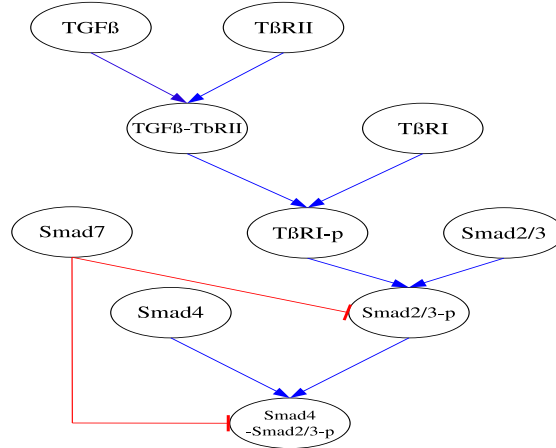 TGFß
TßRII
TGFß-TbRII
TßRI
Smad7
TßRI-p
Smad2/3
Smad4
Smad2/3-p
Smad4
-Smad2/3-p